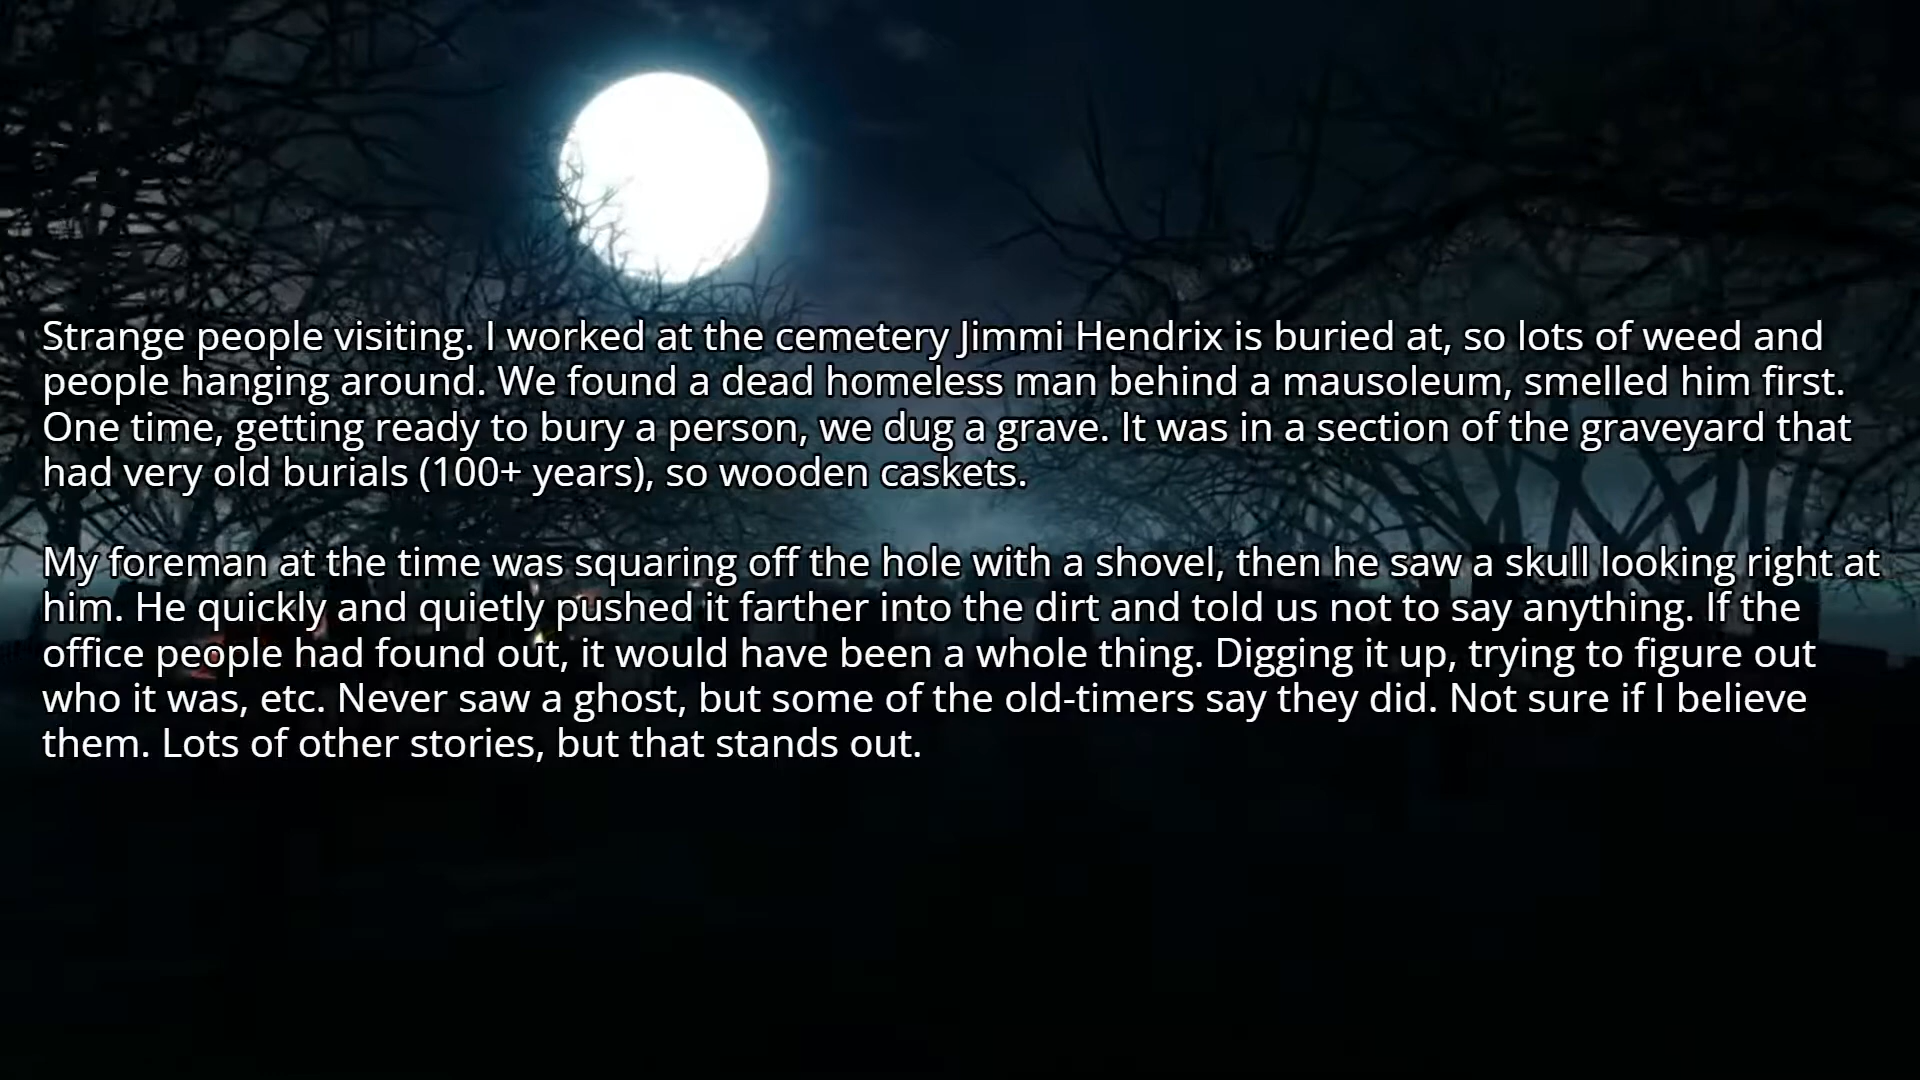 Strange people visiting. I worked at the cemetery Jimmi Hendrix is buried at, so lots of weed and
people hanging around. We found a dead homeless man behind a mausoleum, smelled him first.
One time, getting ready to bury a person, we dug a grave. It was in a section of the graveyard that
had very old burials (100+ years), so wooden caskets.
My foreman at the time was squaring off the hole with a shovel, then he saw a skull looking right at
him. He quickly and quietly pushed it farther into the dirt and told us not to say anything. If the
office people had found out, it would have been a whole thing. Digging it up, trying to figure out
who it was, etc. Never saw a ghost, but some of the old-timers say they did. Not sure if I believe
them. Lots of other stories, but that stands out.